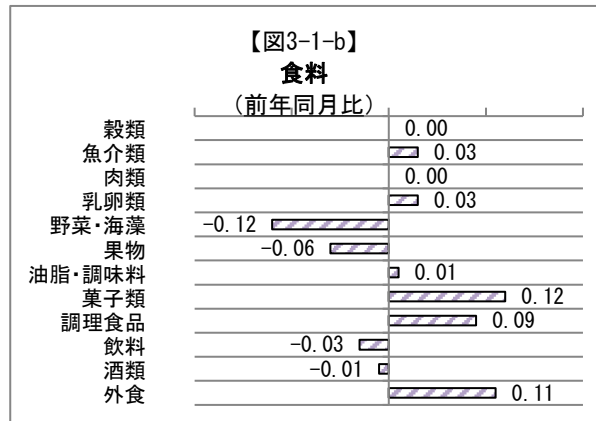 【図3-1-b】
食料
（前年同月比）
穀類 0.00
魚介類 0.03
肉類 0.00
乳卵類 0.03
野菜・海藻 -0.12
果物 -0.06
油脂・調味料 0.01
菓子類 0.12
調理食品 0.09
飲料 -0.03
酒類 -0.01
外食 0.11